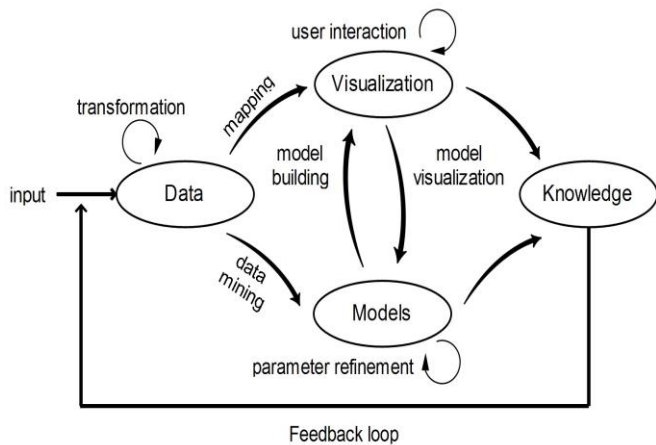 user interaction
Visualization
mapping
transformation
model
building
model
visualization
input
Data
Knowledge
data
mining
Models
parameter refinement
Feedback loop